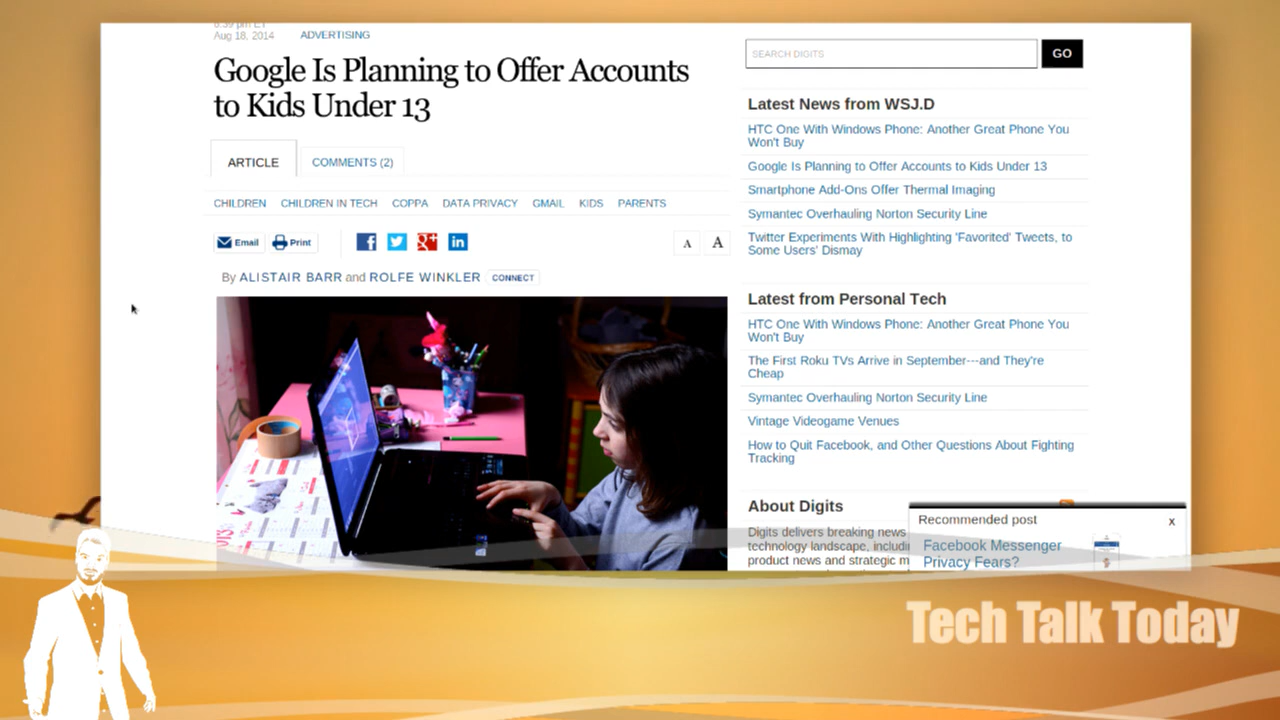 8:39 pm ET
Aug 18, 2014
ADVERTISING
Google Is Planning to Offer Accounts
to Kids Under 13
ARTICLE
COMMENTS (2)
CHILDREN CHILDREN IN TECH COPPA DATA PRIVACY GMAIL KIDS PARENTS
Email Print
A A
By ALISTAIR BARR and ROLFE WINKLER CONNECT
SEARCH DIGITS GO
Latest News from WSJ.D
HTC One With Windows Phone: Another Great Phone You
Won't Buy
Google Is Planning to Offer Accounts to Kids Under 13
Smartphone Add-Ons Offer Thermal Imaging
Symantec Overhauling Norton Security Line
Twitter Experiments With Highlighting 'Favorited' Tweets, to
Some Users' Dismay
Latest from Personal Tech
HTC One With Windows Phone: Another Great Phone You
Won't Buy
The First Roku TVs Arrive in September---and They're
Cheap
Symantec Overhauling Norton Security Line
Vintage Videogame Venues
How to Quit Facebook, and Other Questions About Fighting
Tracking
About Digits
Digits delivers breaking news
technology landscape,
product news and strategic
Recommended post
x
Facebook Messenger
Privacy Fears?
Tech Talk Today